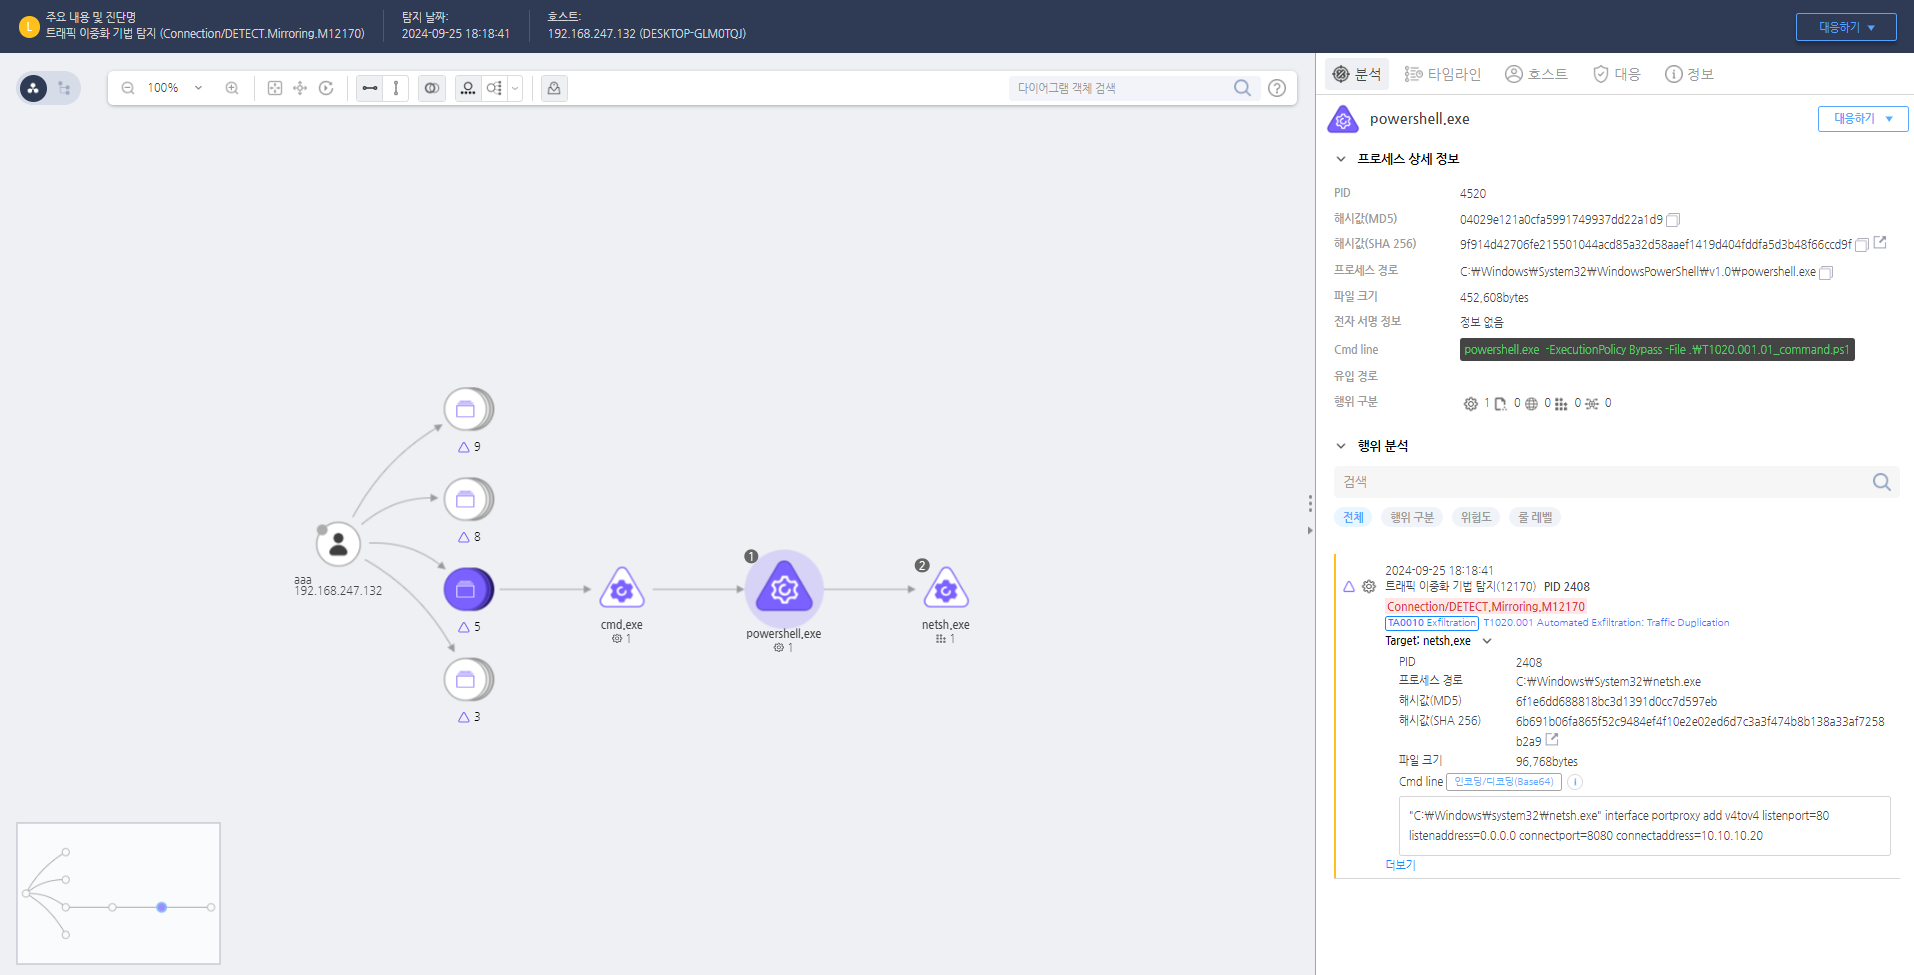 L
주요 내용 및 진단명
트래픽 이중화 기법 탐지 (Connection/DETECT.Mirroring.M12170)
탐지 날짜:
2024-09-25 18:18:41
호스트:
192.168.247.132 (DESKTOP-GLM0TQJ)
대응하기
100%
다이어그램 객체 검색
?
9
8
aaa
192.168.247.132
5
3
cmd.exe
1
1
powershell.exe
1
2
netsh.exe
1
분석
타임라인
호스트
대응
정보
powershell.exe
대응하기
프로세스 상세 정보
PID 4520
해시값(MD5) 04029e121a0cfa5991749937dd22a1d9
해시값(SHA 256) 9f914d42706fe215501044acd85a32d58aaef1419d404fddfa5d3b48f66ccd9f
프로세스 경로 C:₩Windows₩System32₩WindowsPowerShell₩v1.0₩powershell.exe
파일 크기 452,608bytes
전자 서명 정보 정보 없음
Cmd line powershell.exe  -ExecutionPolicy Bypass -File .₩T1020.001.01_command.ps1
유입 경로
행위 구분 1 0 0 0 0
행위 분석
검색
전체 행위 구분 위험도 룰 레벨
2024-09-25 18:18:41
트래픽 이중화 기법 탐지(12170) PID 2408
Connection/DETECT.Mirroring.M12170
TA0010 Exfiltration T1020.001 Automated Exfiltration: Traffic Duplication
Target: netsh.exe
PID 2408
프로세스 경로 C:₩Windows₩System32₩netsh.exe
해시값(MD5) 6f1e6dd688818bc3d1391d0cc7d597eb
해시값(SHA 256) 6b691b06fa865f52c9484ef4f10e2e02ed6d7c3a3f474b8b138a33af7258
b2a9
파일 크기 96,768bytes
Cmd line 인코딩/디코딩(Base64) i
"C:₩Windows₩system32₩netsh.exe" interface portproxy add v4tov4 listenport=80
listenaddress=0.0.0.0 connectport=8080 connectaddress=10.10.10.20
더보기